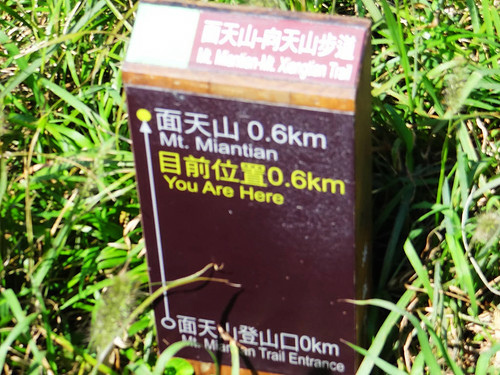 面天山-向天山步道
Mt. Miantian-Mt. Xiangtian Trail
面天山 0.6km
Mt. Miantian
目前位置0.6km
You Are Here
面天山登山口0km
Mt. Miantian Trail Entrance